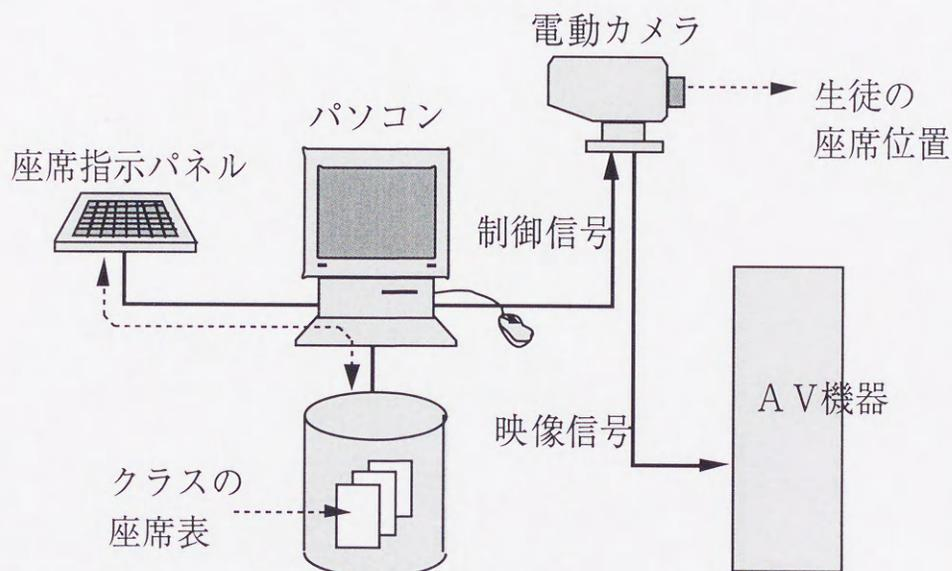 電動カメラ
生徒の
座席位置
パソコン
座席指示パネル
制御信号
AV機器
映像信号
クラスの
座席表